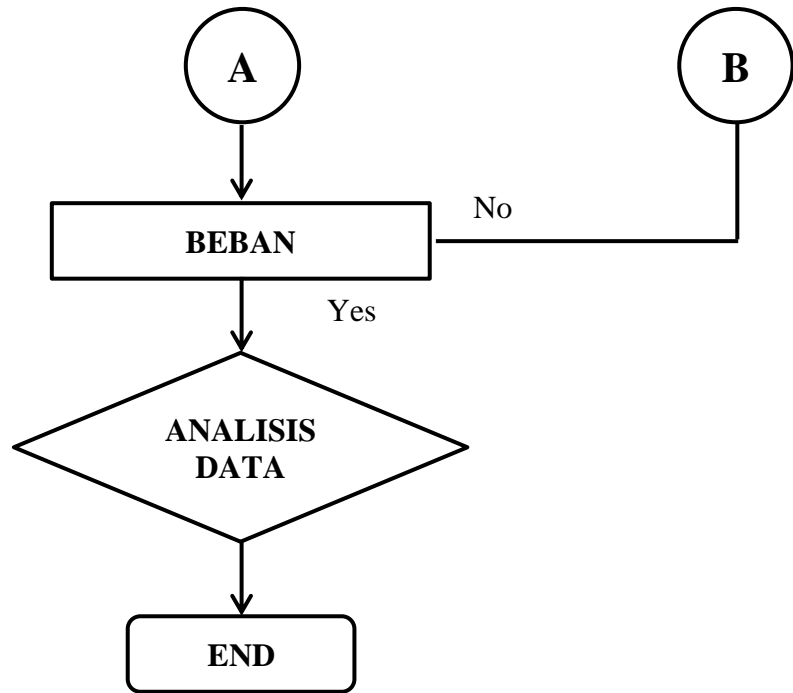 A
B
No
BEBAN
Yes
ANALISIS
DATA
END